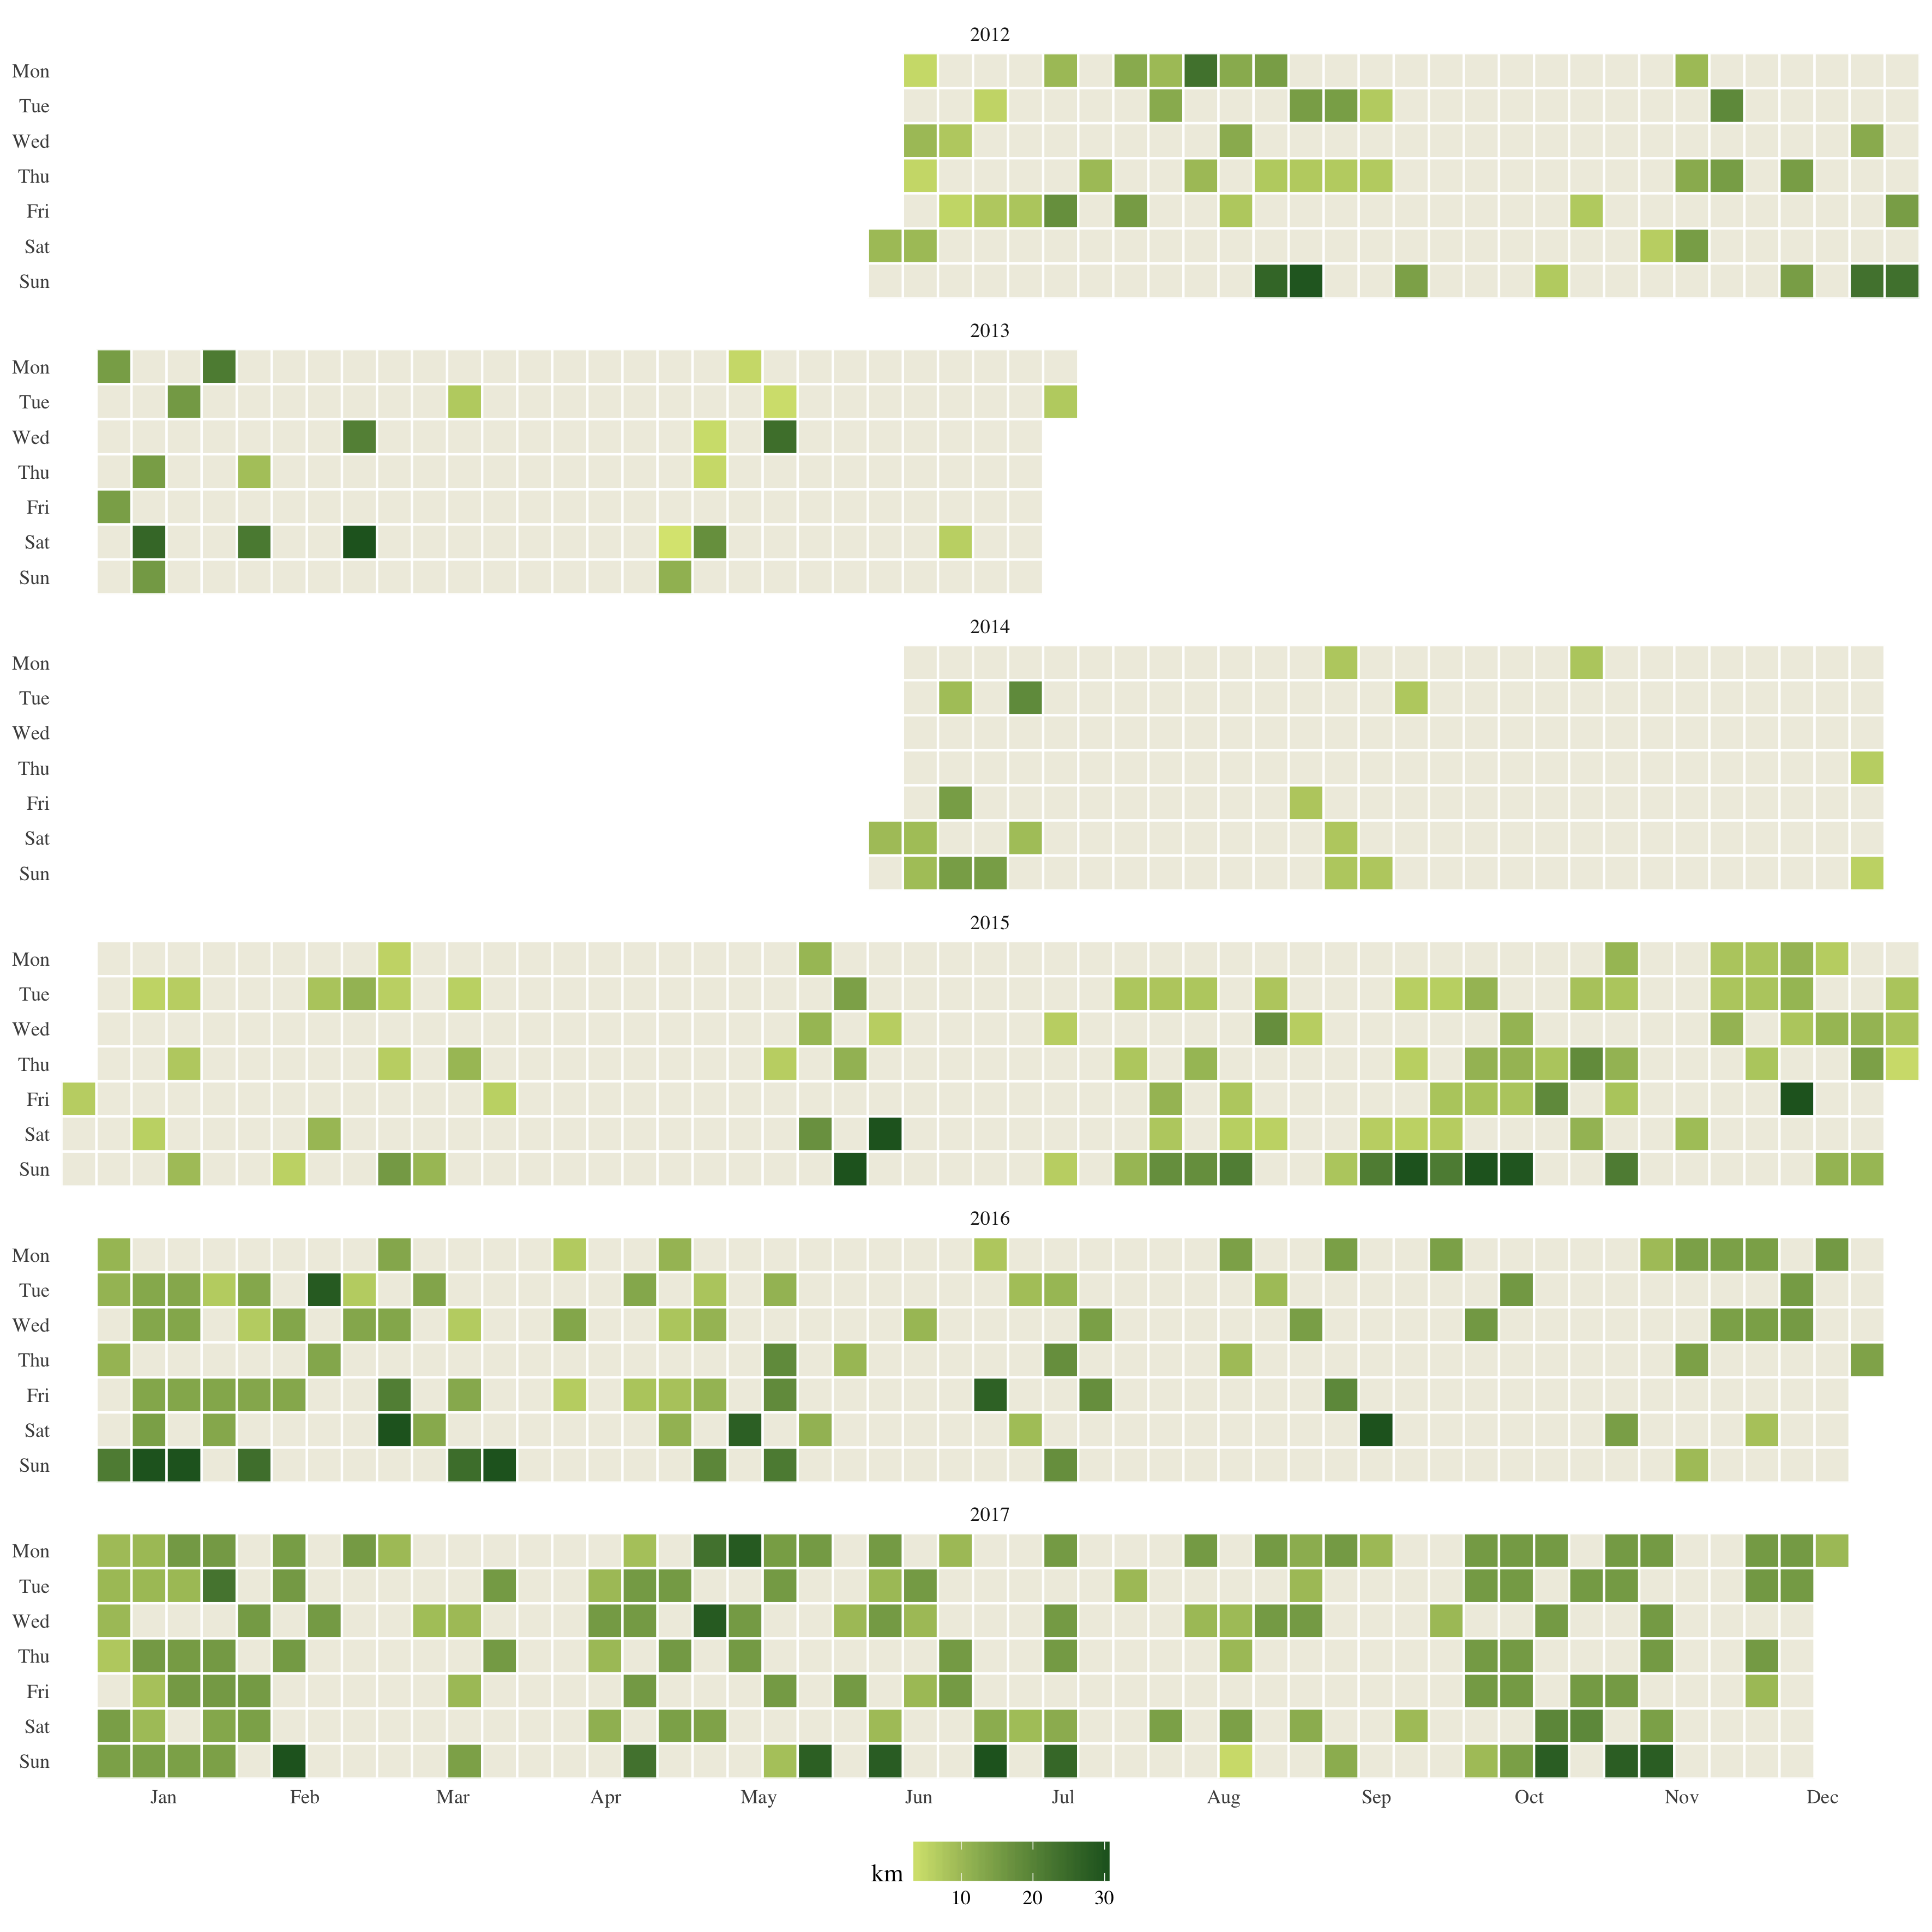 2012
Mon
Tue
Wed
Thu
Fri
Sat
Sun
2013
Mon
Tue
Wed
Thu
Fri
Sat
Sun
2014
Mon
Tue
Wed
Thu
Fri
Sat
Sun
2015
Mon
Tue
Wed
Thu
Fri
Sat
Sun
2016
Mon
Tue
Wed
Thu
Fri
Sat
Sun
2017
Mon
Tue
Wed
Thu
Fri
Sat
Sun
Jan Feb Mar Apr May Jun Jul Aug Sep Oct Nov Dec
km
10 20 30